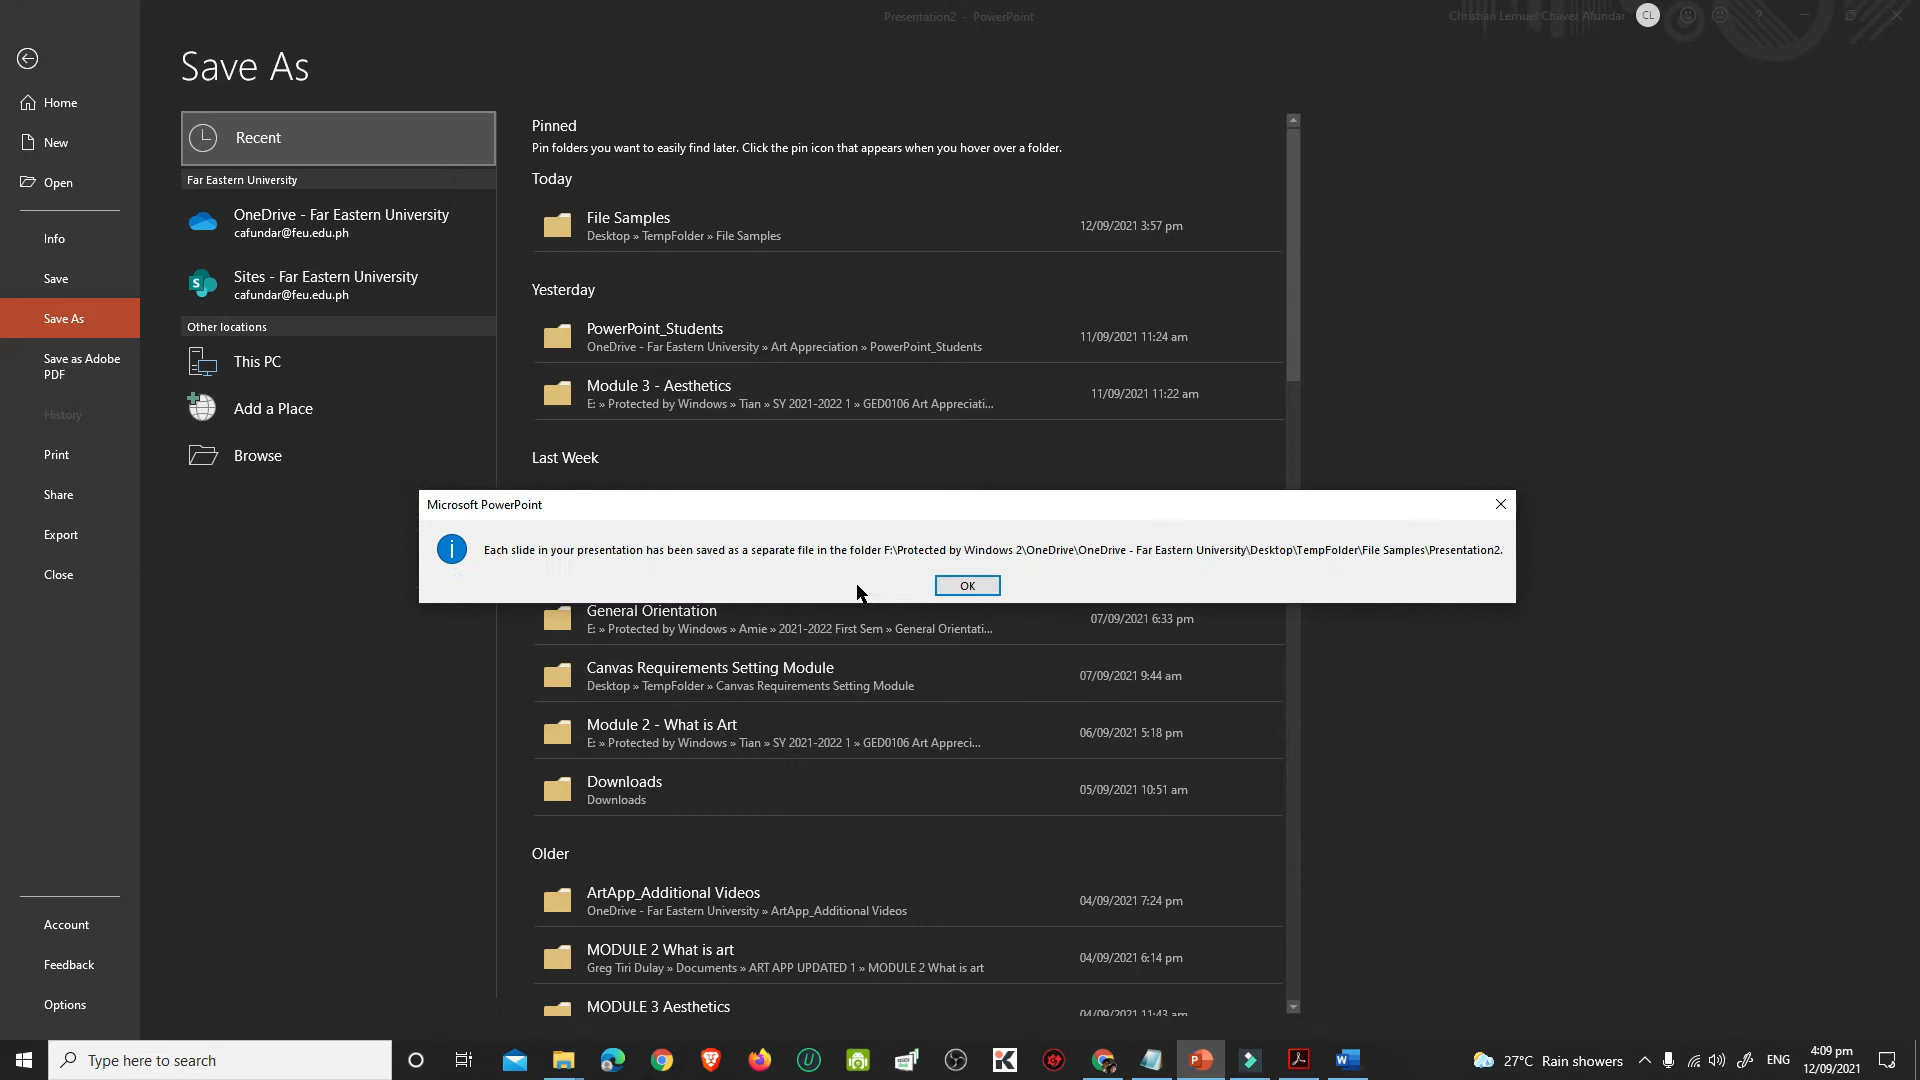 Presentation2 - PowerPoint
Christian Lemuel Chavez Afundar
CL
?
Save As
Home
New
Open
Info
Save
Save As
Save as Adobe
PDF
History
Print
Share
Export
Close
Account
Feedback
Options
Recent
Far Eastern University
OneDrive - Far Eastern University
cafundar@feu.edu.ph
S
Sites - Far Eastern University
cafundar@feu.edu.ph
Other locations
This PC
Add a Place
Browse
Pinned
Pin folders you want to easily find later. Click the pin icon that appears when you hover over a folder.
Today
File Samples
12/09/2021 3:57 pm
Desktop » TempFolder » File Samples
Yesterday
PowerPoint_Students
11/09/2021 11:24 am
OneDrive - Far Eastern University » Art Appreciation » PowerPoint_Students
Module 3 - Aesthetics
11/09/2021 11:22 am
E: » Protected by Windows » Tian » SY 2021-2022 1 » GED0106 Art Appreciati...
Last Week
Microsoft PowerPoint
Each slide in your presentation has been saved as a separate file in the folder F:\Protected by Windows 2\OneDrive\OneDrive - Far Eastern University\Desktop\TempFolder\File Samples\Presentation2.
OK
General Orientation
07/09/2021 6:33 pm
E: » Protected by Windows » Amie » 2021-2022 First Sem » General Orientati...
Canvas Requirements Setting Module
07/09/2021 9:44 am
Desktop » TempFolder » Canvas Requirements Setting Module
Module 2 - What is Art
06/09/2021 5:18 pm
E: » Protected by Windows » Tian » SY 2021-2022 1 » GED0106 Art Appreci...
Downloads
05/09/2021 10:51 am
Downloads
Older
ArtApp_Additional Videos
04/09/2021 7:24 pm
OneDrive - Far Eastern University » ArtApp_Additional Videos
MODULE 2 What is art
04/09/2021 6:14 pm
Greg Tiri Dulay » Documents » ART APP UPDATED 1 » MODULE 2 What is art
MODULE 3 Aesthetics
04/09/2021 11:43 am
Type here to search
27°C Rain showers
ENG
4:09 pm
12/09/2021